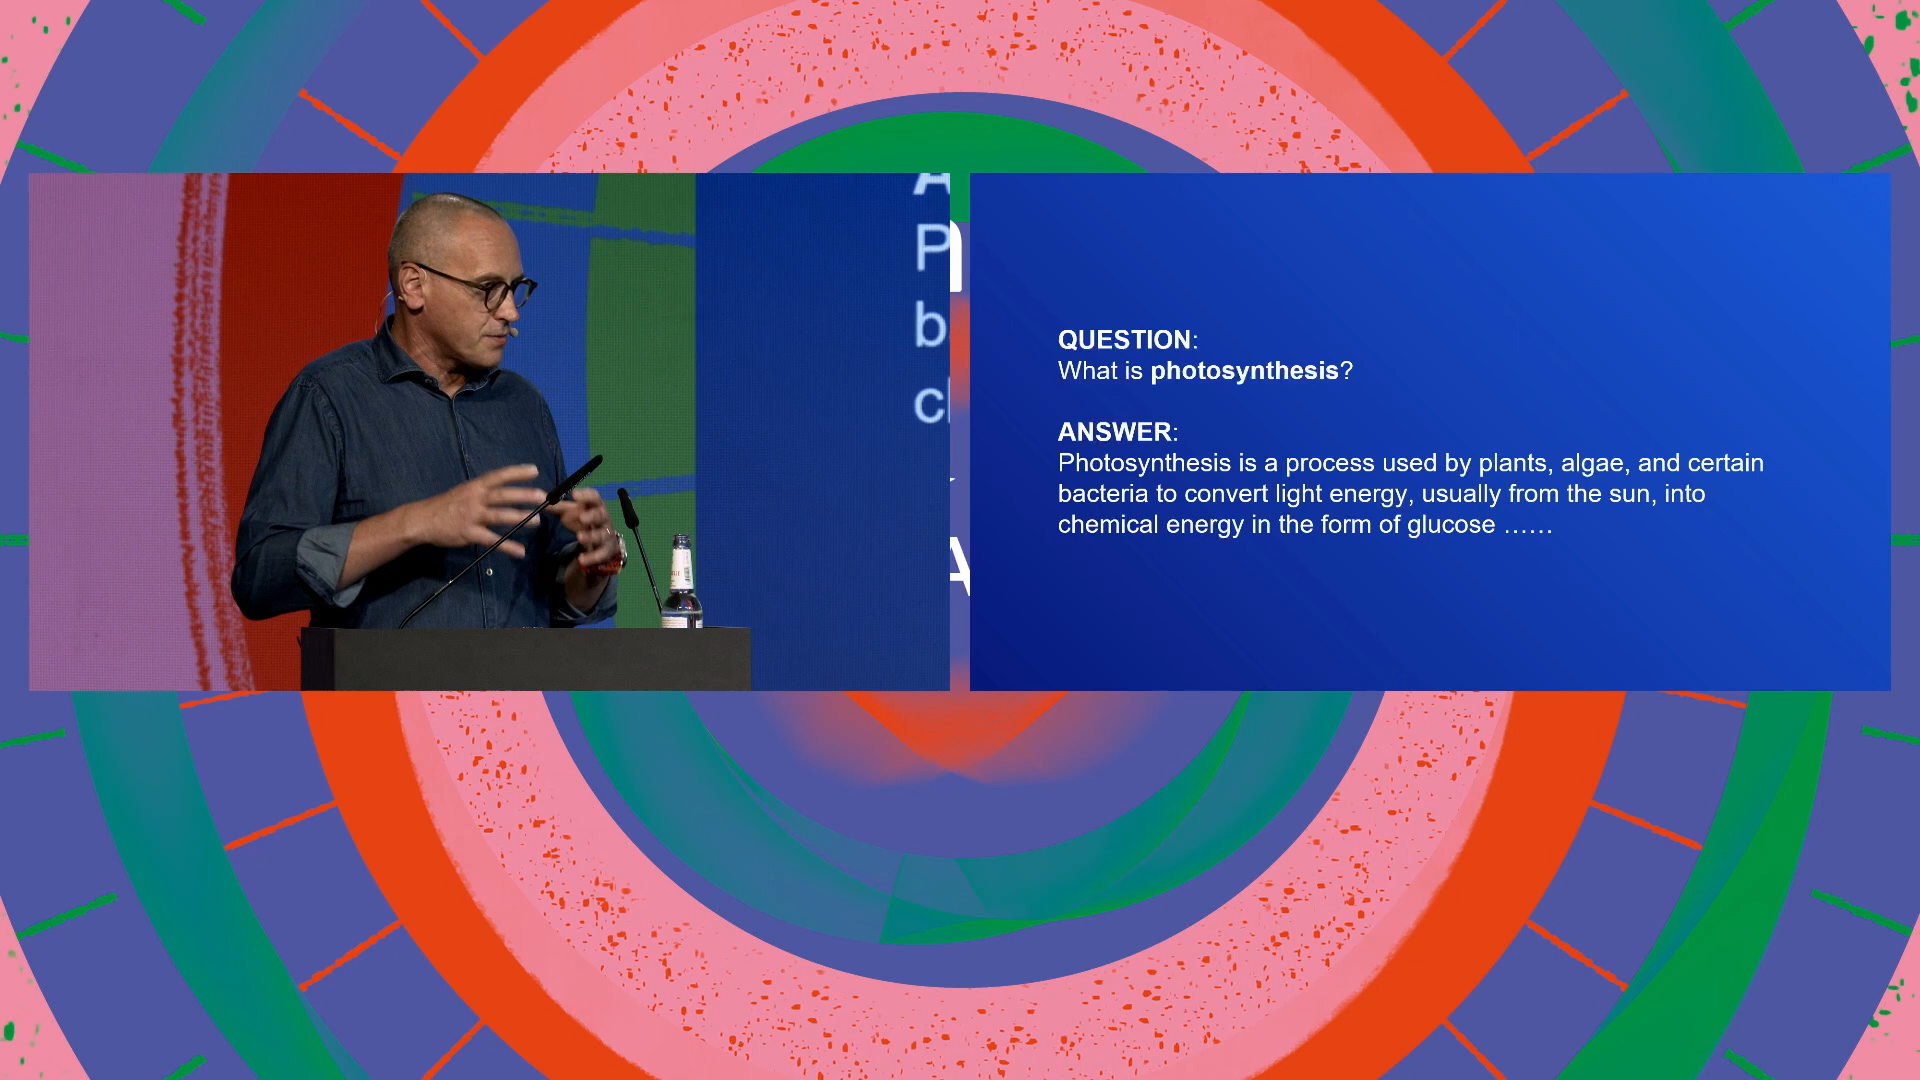 A
P
b
c
QUESTION:
What is photosynthesis?
ANSWER:
Photosynthesis is a process used by plants, algae, and certain
bacteria to convert light energy, usually from the sun, into
chemical energy in the form of glucose ……
A